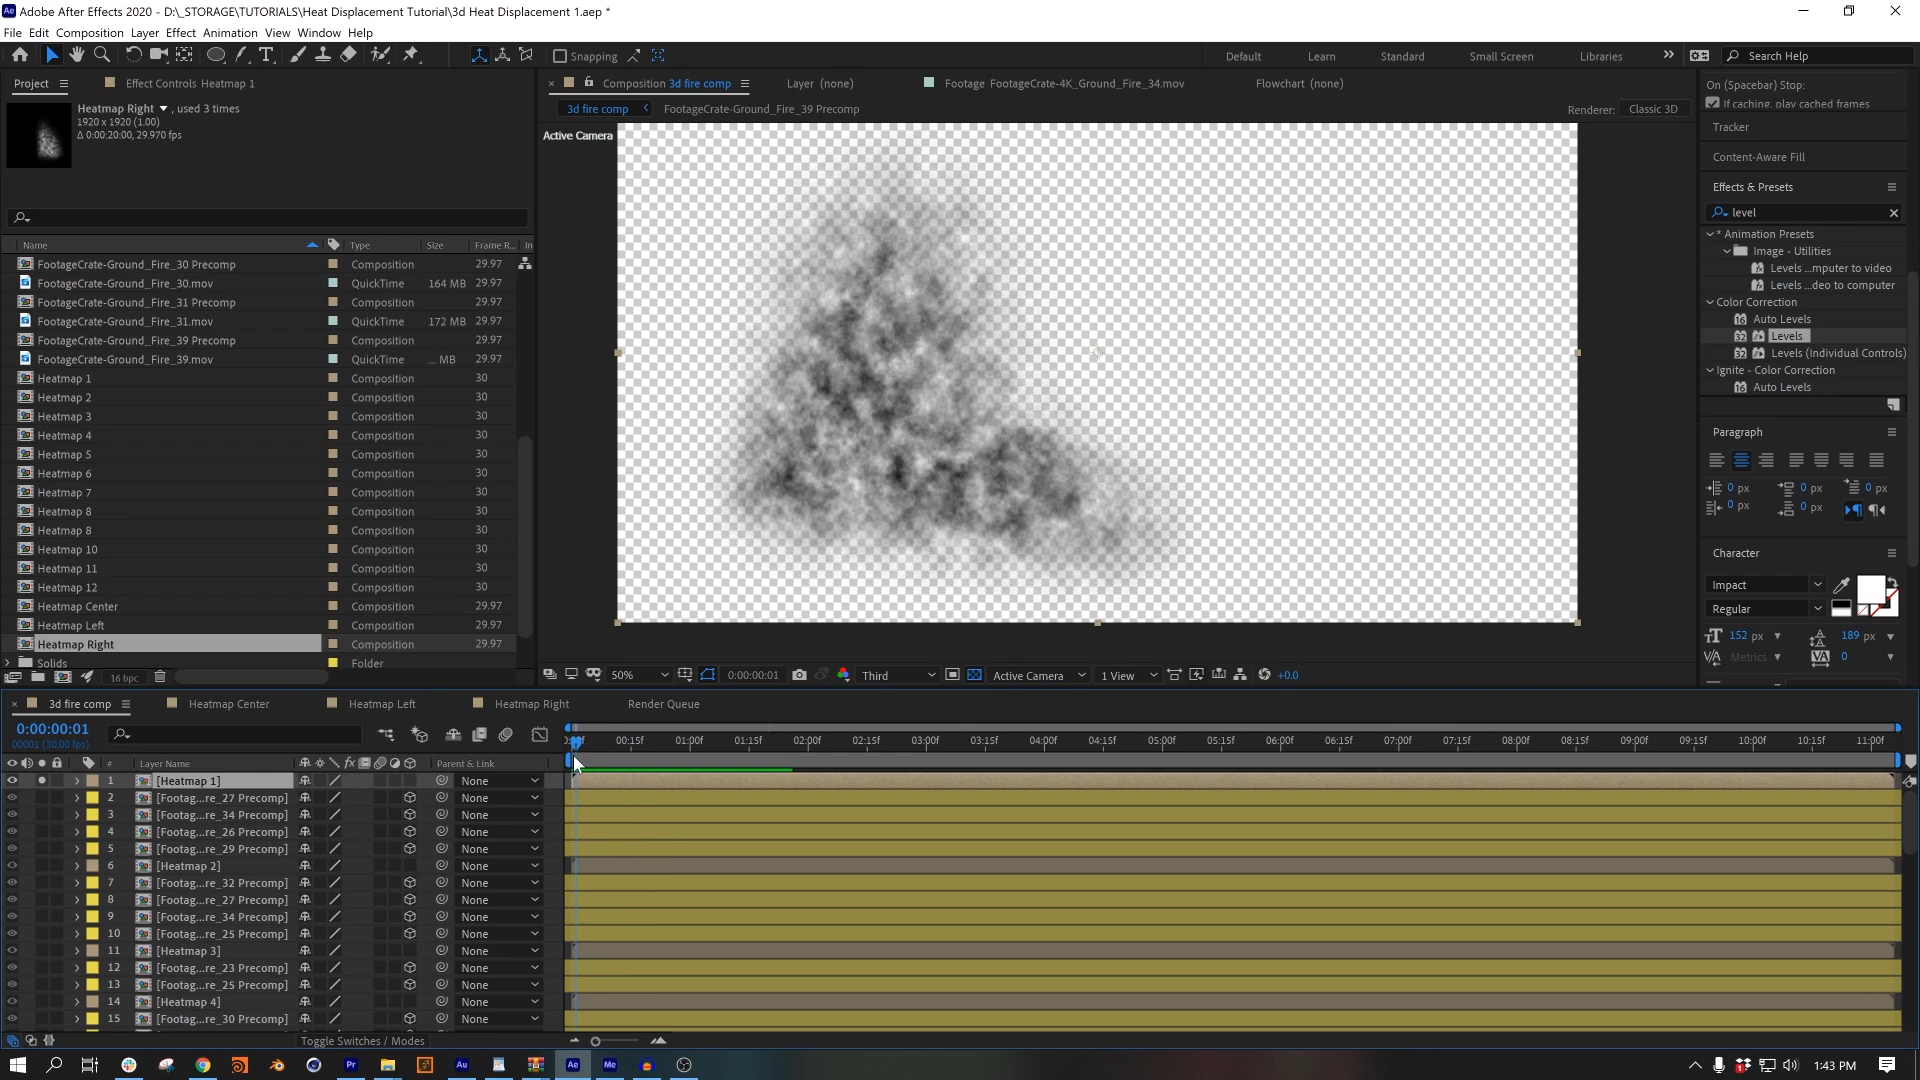 Adobe After Effects 2020 - D:\_STORAGE\TUTORIALS\Heat Displacement Tutorial\3d Heat Displacement 1.aep *
File Edit Composition Layer Effect Animation View Window Help
Snapping
Default Learn Standard Small Screen Libraries
Search Help
Project
Effect Controls Heatmap 1
Composition 3d fire comp
Layer (none)
Footage FootageCrate-4K_Ground_Fire_34.mov
Flowchart (none)
On (Spacebar) Stop:
If caching, play cached frames
Heatmap Right , used 3 times
1920 x 1920 (1.00)
Δ 0:00:20:00, 29.970 fps
3d fire comp
FootageCrate-Ground_Fire_39 Precomp
Renderer: Classic 3D
Active Camera
Tracker
Content-Aware Fill
Effects & Presets
level
* Animation Presets
Image - Utilities
Levels ...mputer to video
Levels ...deo to computer
Color Correction
Auto Levels
Levels
Levels (Individual Controls)
Ignite - Color Correction
Auto Levels
Name Type Size Frame R... In
FootageCrate-Ground_Fire_30 Precomp Composition 29.97
FootageCrate-Ground_Fire_30.mov QuickTime 164 MB 29.97
FootageCrate-Ground_Fire_31 Precomp Composition 29.97
FootageCrate-Ground_Fire_31.mov QuickTime 172 MB 29.97
FootageCrate-Ground_Fire_39 Precomp Composition 29.97
FootageCrate-Ground_Fire_39.mov QuickTime ... MB 29.97
Heatmap 1 Composition 30
Heatmap 2 Composition 30
Heatmap 3 Composition 30
Heatmap 4 Composition 30
Heatmap 5 Composition 30
Heatmap 6 Composition 30
Heatmap 7 Composition 30
Heatmap 8 Composition 30
Heatmap 8 Composition 30
Heatmap 10 Composition 30
Heatmap 11 Composition 30
Heatmap 12 Composition 30
Heatmap Center Composition 29.97
Heatmap Left Composition 29.97
Heatmap Right Composition 29.97
Solids Folder
16 bpc
Paragraph
0 px 0 px 0 px
0 px 0 px
Character
Impact
Regular
152 px 189 px
Metrics 0
50% 0:00:00:01 Third Active Camera 1 View +0.0
3d fire comp Heatmap Center Heatmap Left Heatmap Right Render Queue
0:00:00:01
00001 (30.00 fps)
00:15f 01:00f 01:15f 02:00f 02:15f 03:00f 03:15f 04:00f 04:15f 05:00f 05:15f 06:00f 06:15f 07:00f 07:15f 08:00f 08:15f 09:00f 09:15f 10:00f 10:15f 11:00f
# Layer Name fx Parent & Link
1 [Heatmap 1] None
2 [Footag...re_27 Precomp] None
3 [Footag...re_34 Precomp] None
4 [Footag...re_26 Precomp] None
5 [Footag...re_29 Precomp] None
6 [Heatmap 2] None
7 [Footag...re_32 Precomp] None
8 [Footag...re_27 Precomp] None
9 [Footag...re_34 Precomp] None
10 [Footag...re_25 Precomp] None
11 [Heatmap 3] None
12 [Footag...re_23 Precomp] None
13 [Footag...re_25 Precomp] None
14 [Heatmap 4] None
15 [Footag...re_30 Precomp] None
Toggle Switches / Modes
1:43 PM